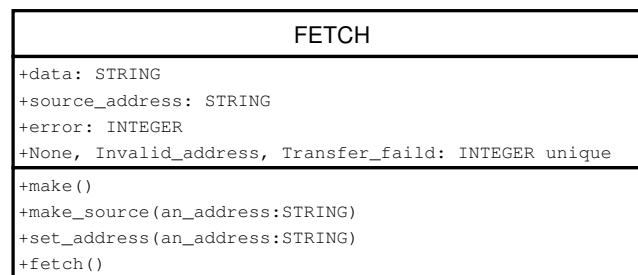 FETCH
+data: STRING
+source_address: STRING
+error: INTEGER
+None, Invalid_address, Transfer_faild: INTEGER unique
+make()
+make_source(an_address:STRING)
+set_address(an_address:STRING)
+fetch()